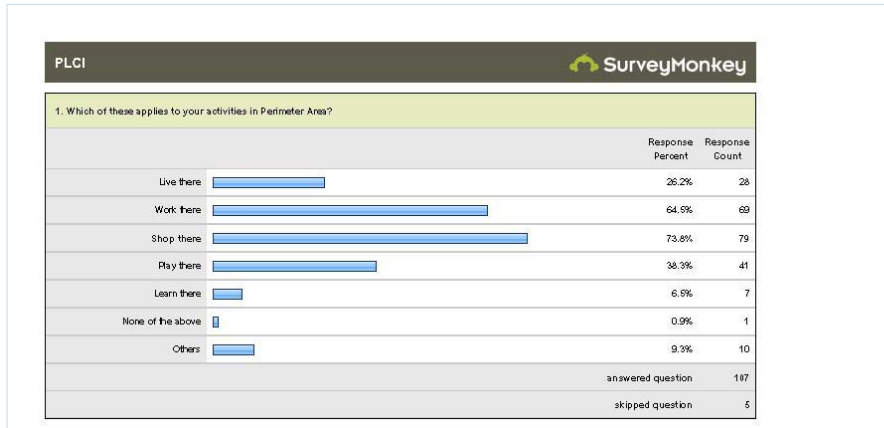 PLCI SurveyMonkey
1. Which of these applies to your activities in Perimeter Area?
Response Percent Response Count
Live there 26.2% 28
Work there 64.5% 69
Shop there 73.8% 79
Play there 38.3% 41
Learn there 6.5% 7
None of the above 0.9% 1
Others 9.3% 10
answered question 107
skipped question 5